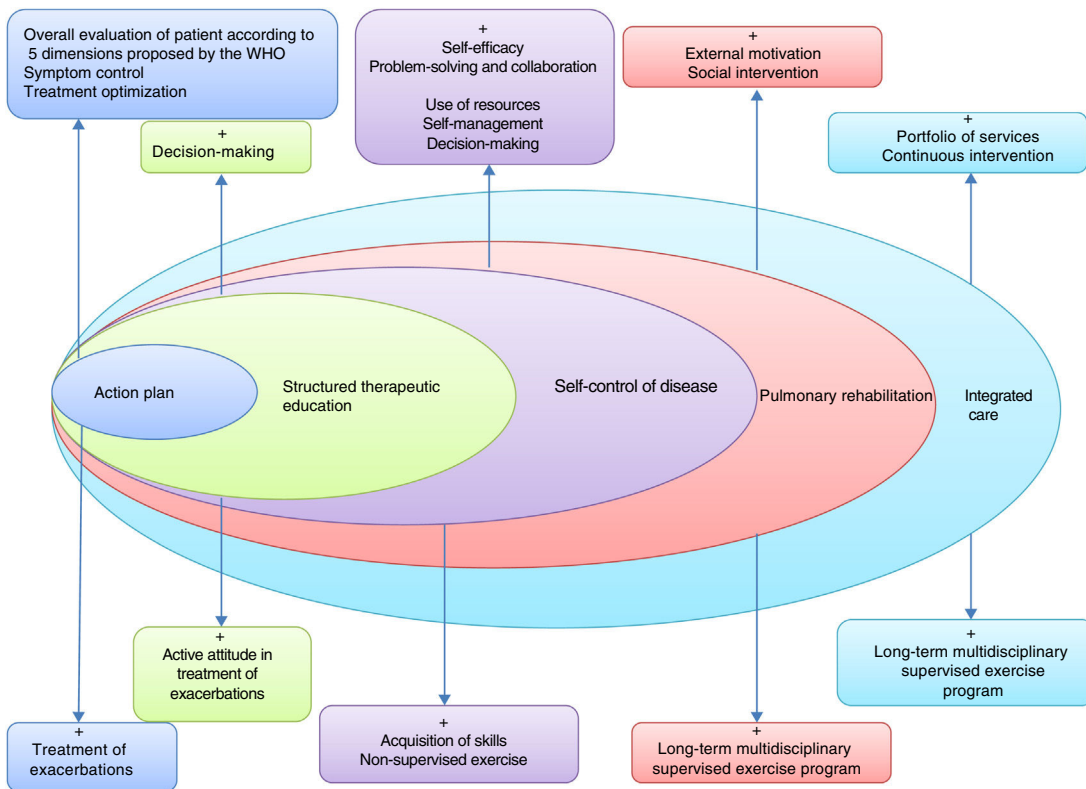 Overall evaluation of patient according to
5 dimensions proposed by the WHO
Symptom control
Treatment optimization
+
Decision-making
+
Self-efficacy
Problem-solving and collaboration
Use of resources
Self-management
Decision-making
+
External motivation
Social intervention
+
Portfolio of services
Continuous intervention
Action plan
Structured therapeutic
education
Self-control of disease
Pulmonary rehabilitation
Integrated
care
+
Treatment of
exacerbations
+
Active attitude in
treatment of
exacerbations
+
Acquisition of skills
Non-supervised exercise
+
Long-term multidisciplinary
supervised exercise program
+
Long-term multidisciplinary
supervised exercise
program